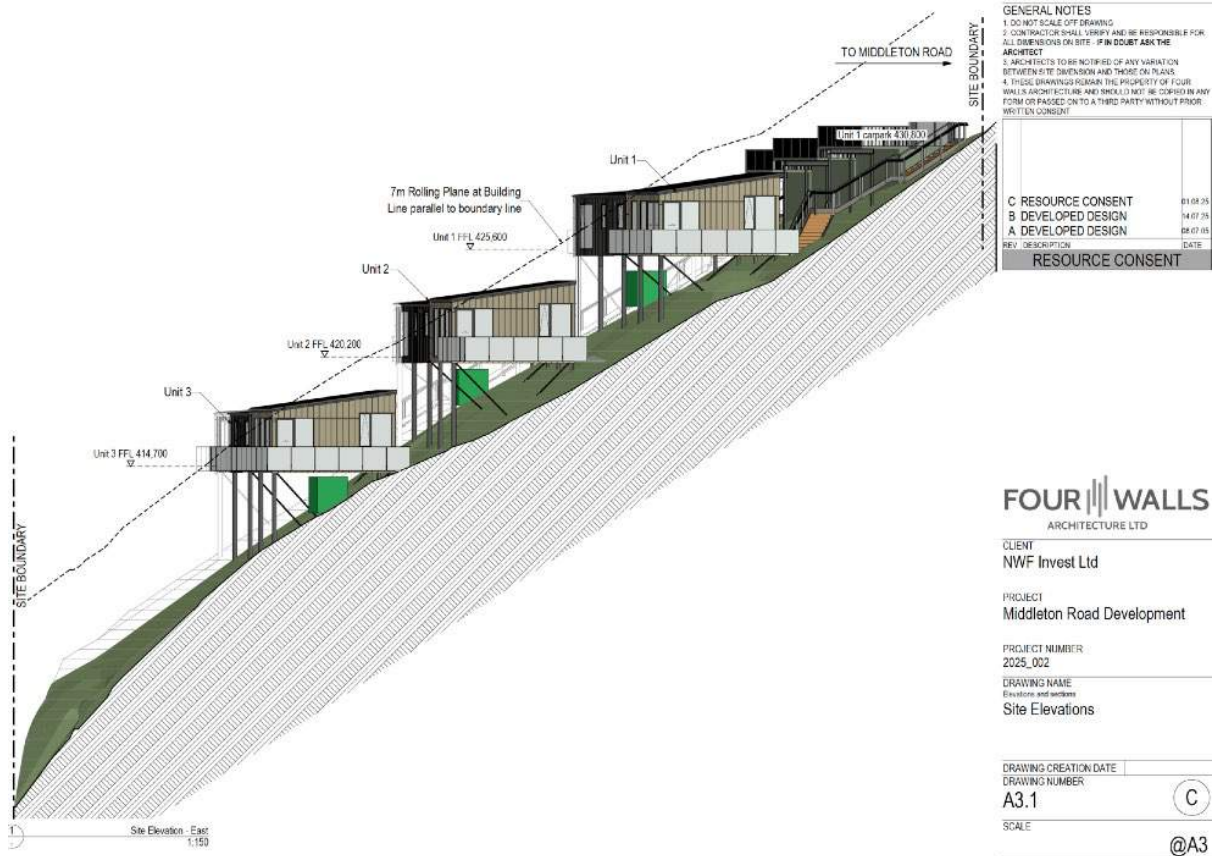 GENERAL NOTES
1. DO NOT SCALE OFF DRAWING
2. CONTRACTOR SHALL VERIFY AND BE RESPONSIBLE FOR
ALL DIMENSIONS ON SITE - IF IN DOUBT ASK THE
ARCHITECT
3. ARCHITECTS TO BE NOTIFIED OF ANY VARIATION
BETWEEN SITE DIMENSION AND THOSE ON PLANS.
4. THESE DRAWINGS REMAIN THE PROPERTY OF FOUR
WALLS ARCHITECTURE AND SHOULD NOT BE COPIED IN ANY
FORM OR PASSED ON TO A THIRD PARTY WITHOUT PRIOR
WRITTEN CONSENT
C RESOURCE CONSENT 01.08.25
B DEVELOPED DESIGN 14.07.25
A DEVELOPED DESIGN
REV DESCRIPTION DATE
RESOURCE CONSENT
TO MIDDLETON ROAD
SITE BOUNDARY
Unit 1 carpark 430,800
Unit 1
7m Rolling Plane at Building
Line parallel to boundary line
Unit 1 FFL 425,600
Unit 2
Unit 2 FFL 420,200
Unit 3
Unit 3 FFL 414,700
SITE BOUNDARY
1
Site Elevation - East
1:150
FOUR WALLS
ARCHITECTURE LTD
CLIENT
NWF Invest Ltd
PROJECT
Middleton Road Development
PROJECT NUMBER
2025_002
DRAWING NAME
Elevations and sections
Site Elevations
DRAWING CREATION DATE
DRAWING NUMBER
A3.1
C
SCALE
@A3